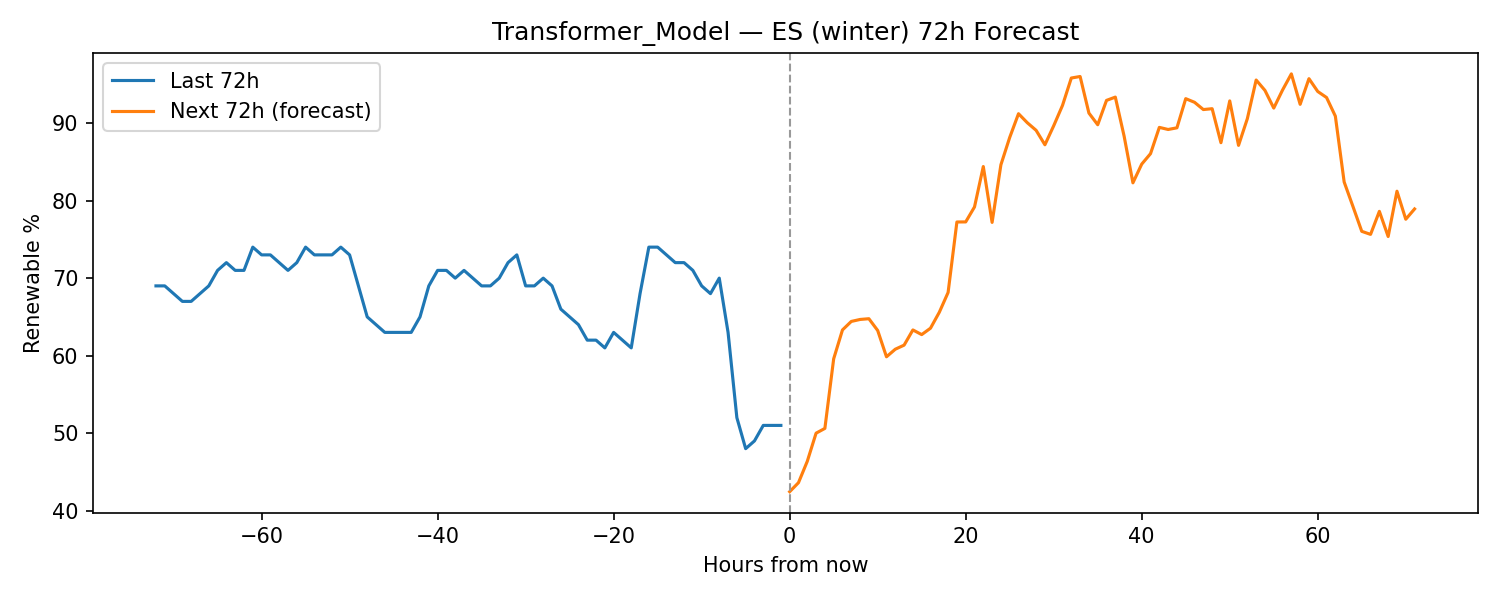 Transformer_Model — ES (winter) 72h Forecast
Last 72h
Next 72h (forecast)
Renewable %
90
80
70
60
50
40
−60
−40
−20
0
20
40
60
Hours from now